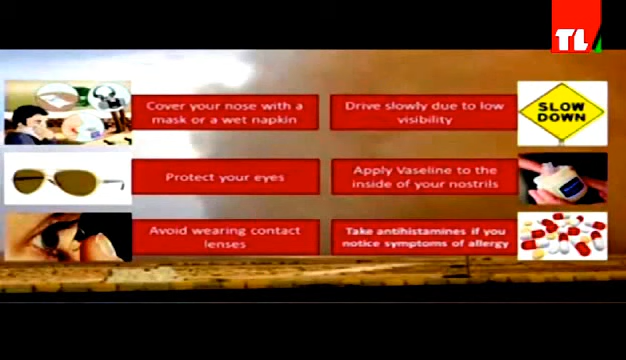 TL
Cover your nose with a
mask or a wet napkin
Drive slowly due to low
visibility
SLOW
DOWN
Protect your eyes
Apply Vaseline to the
inside of your nostrils
Avoid wearing contact
lenses
Take antihistamines if you
notice symptoms of allergy